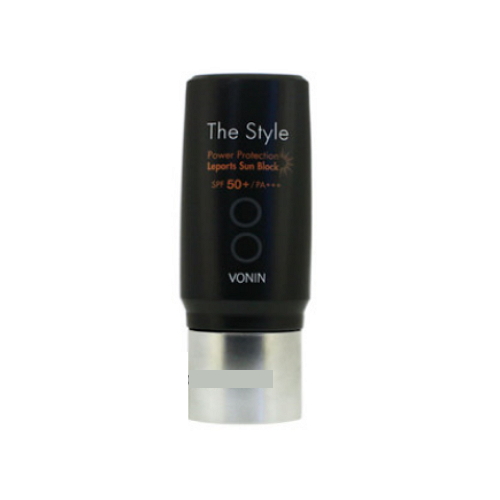 The Style
Power Protection
Leports Sun Block
SPF 50+/PA+++
VONIN